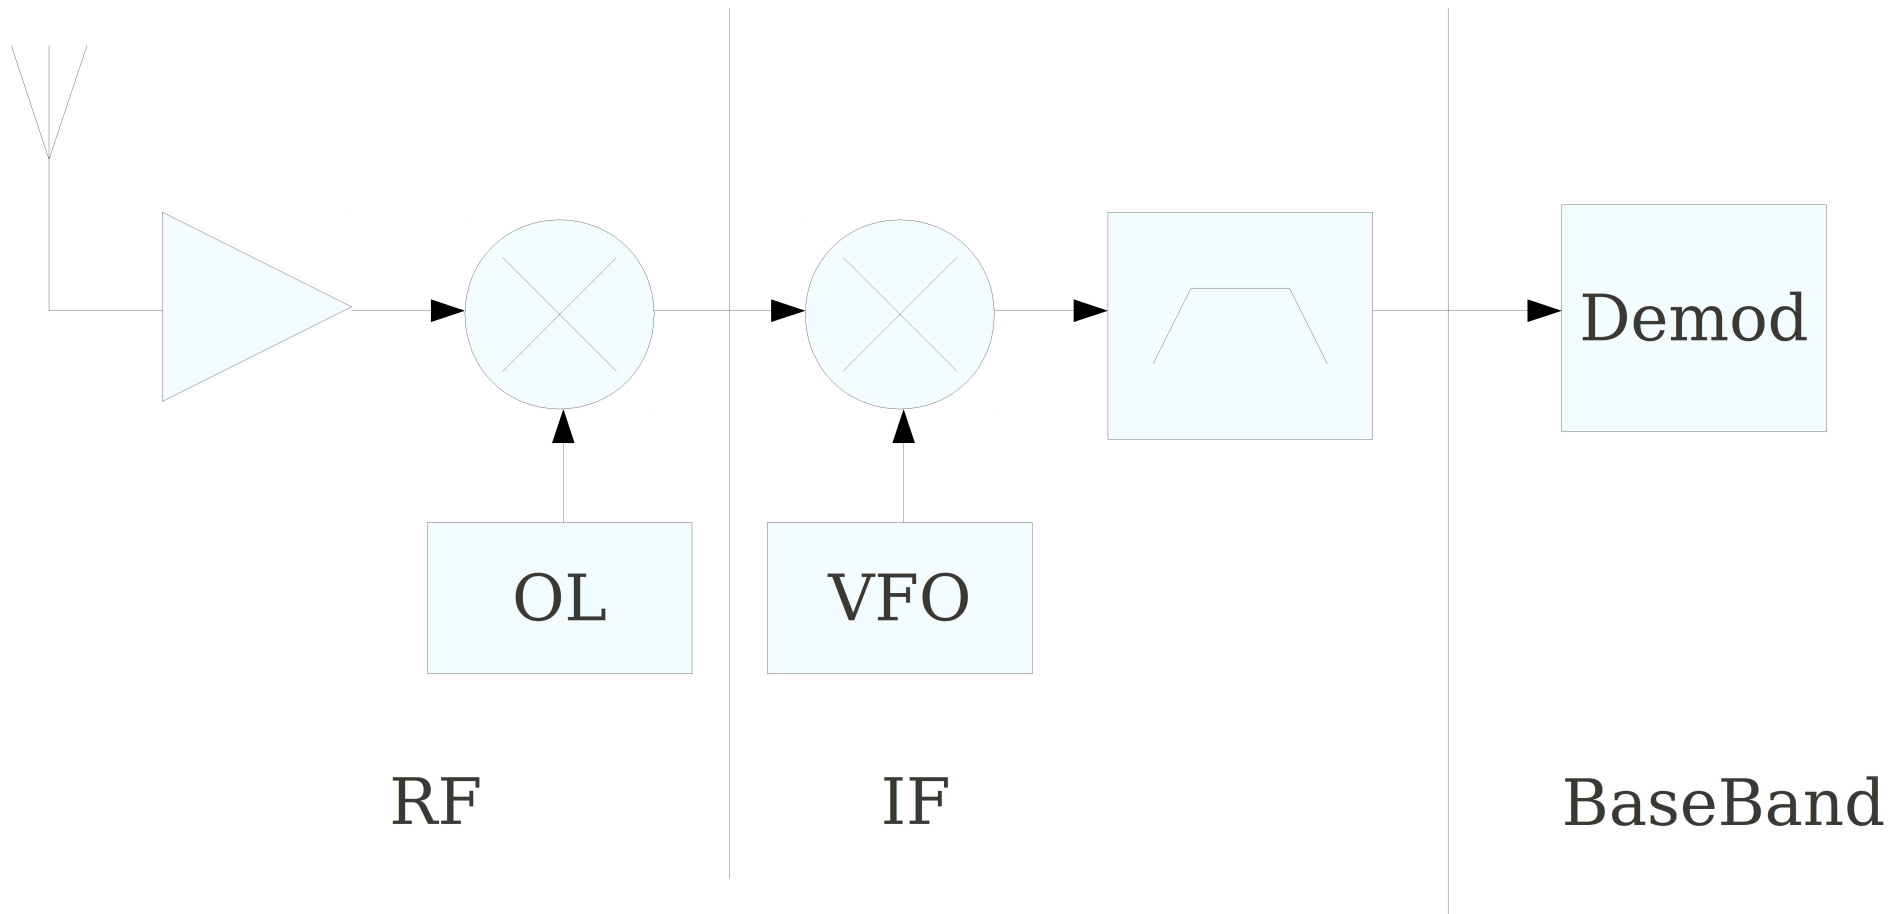 Demod
OL
VFO
RF
IF
BaseBand